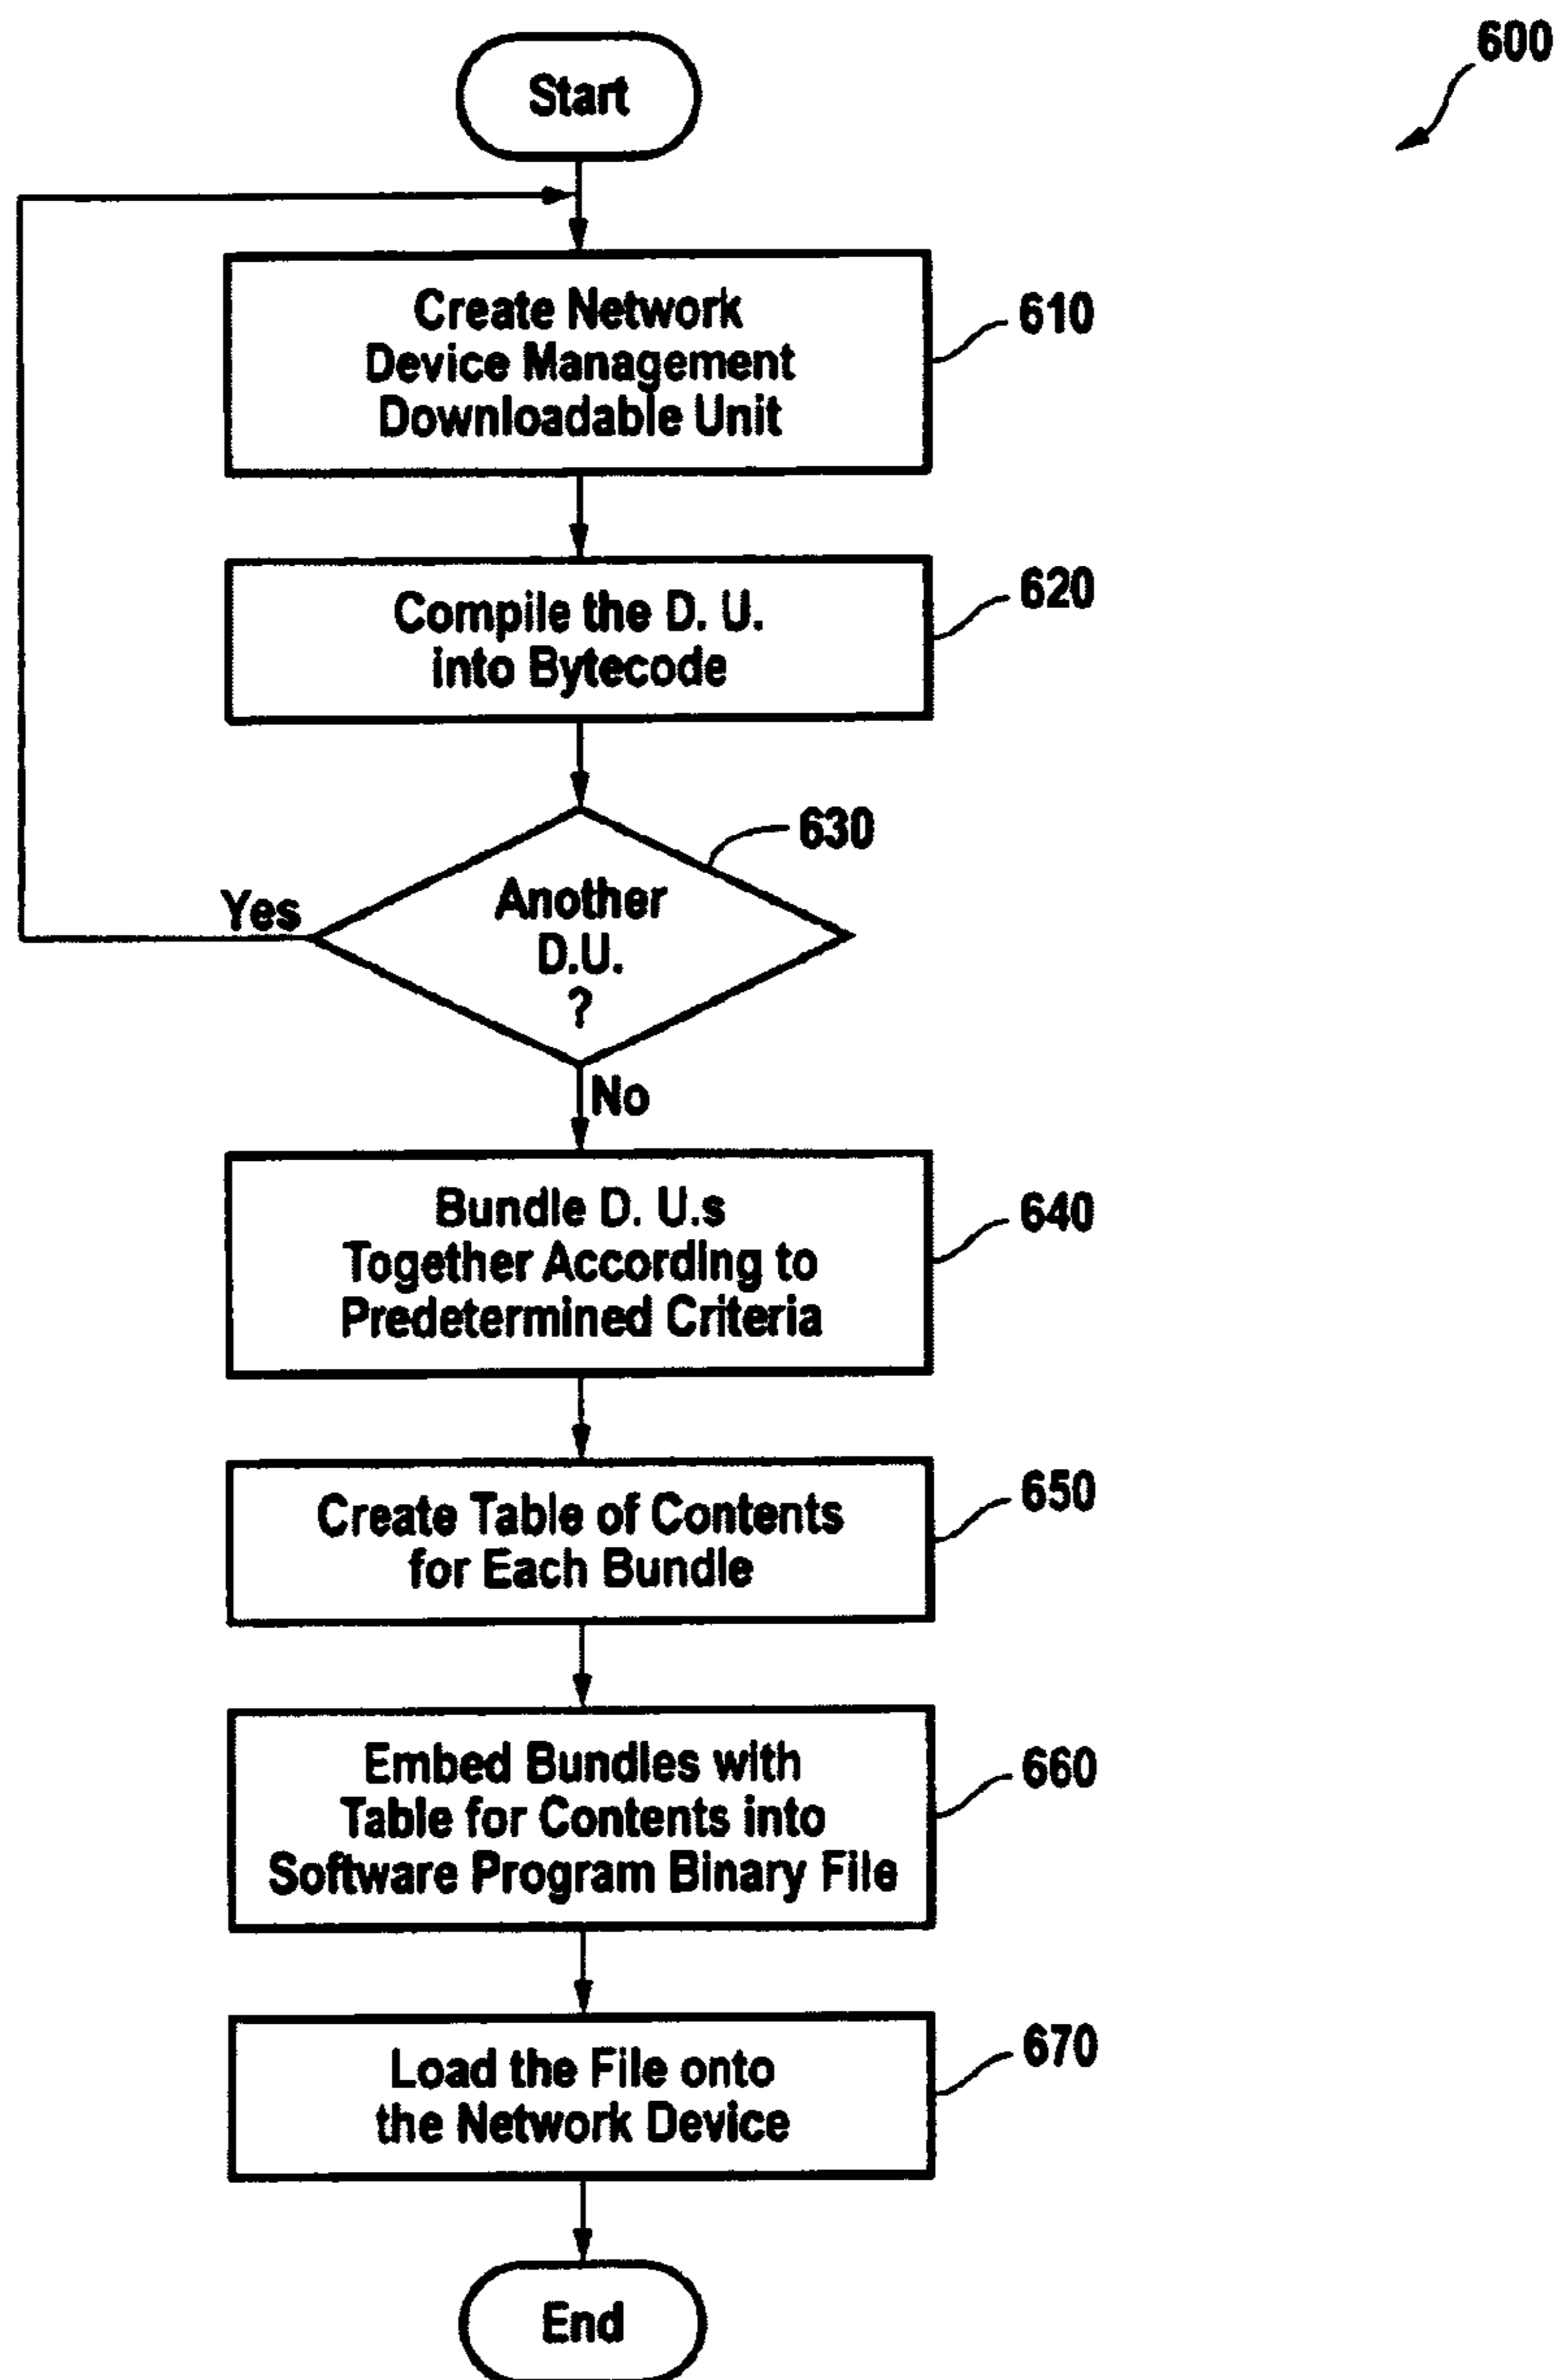 600
Start
Create Network
Device Management
Downloadable Unit
610
Compile the D. U.
into Bytecode
620
630
Another
D.U.
?
Yes
No
Bundle D. U.s
Together According to
Predetermined Criteria
640
Create Table of Contents
for Each Bundle
650
Embed Bundles with
Table for Contents into
Software Program Binary File
660
Load the File onto
the Network Device
670
End